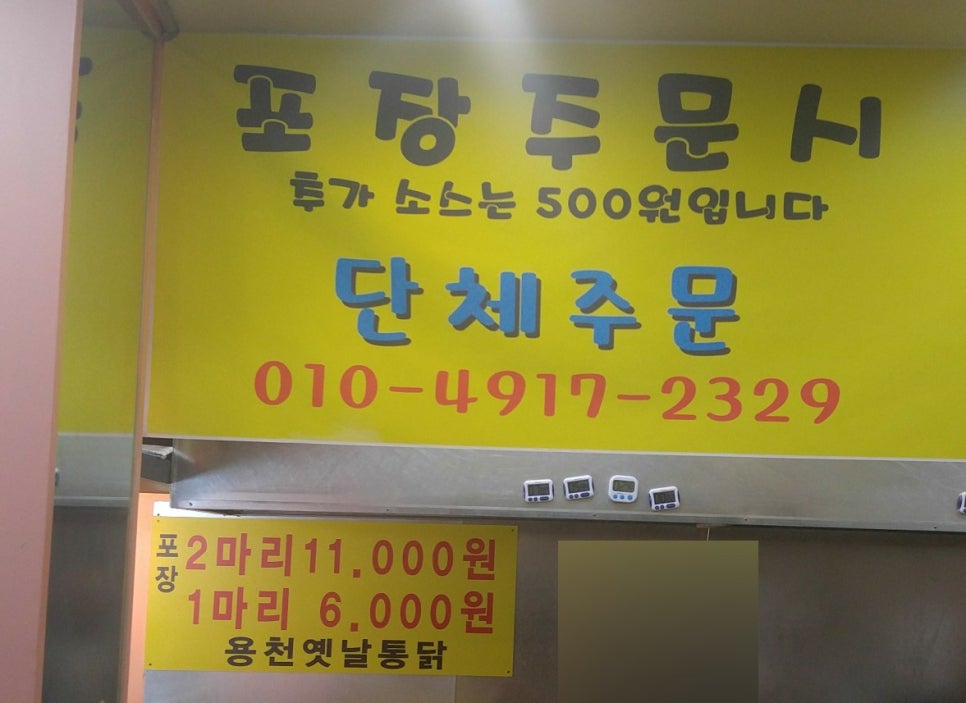 포장주문시
추가 소스는 500원입니다
단체주문
010-4917-2329
포장
2마리11.000원
1마리 6.000원
용천옛날통닭